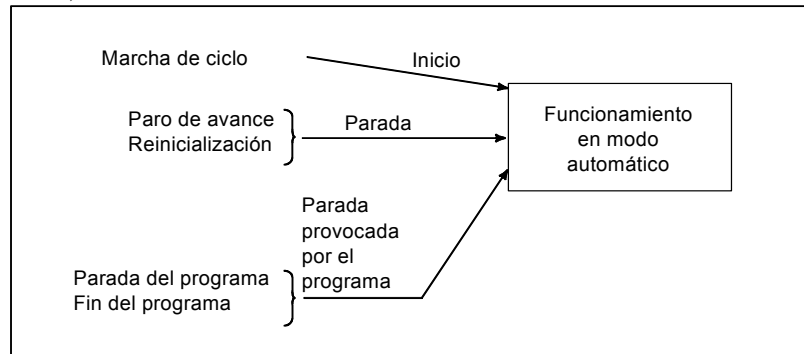 Marcha de ciclo
Inicio
Paro de avance
Reinicialización
Parada
Funcionamiento
en modo
automático
Parada
provocada
por el
programa
Parada del programa
Fin del programa